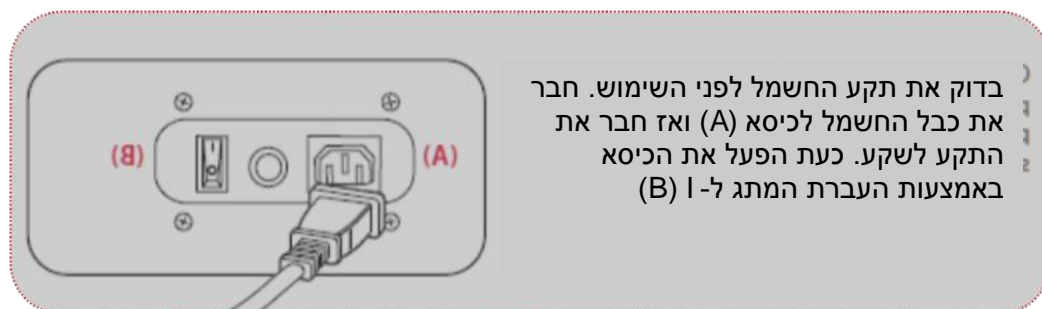 בדוק את תקע החשמל לפני השימוש. חבר
את כבל החשמל לכיסא (A) ואז חבר את
התקע לשקע. כעת הפעל את הכיסא
באמצעות העברת המתג ל- I (B)
(B)
(A)